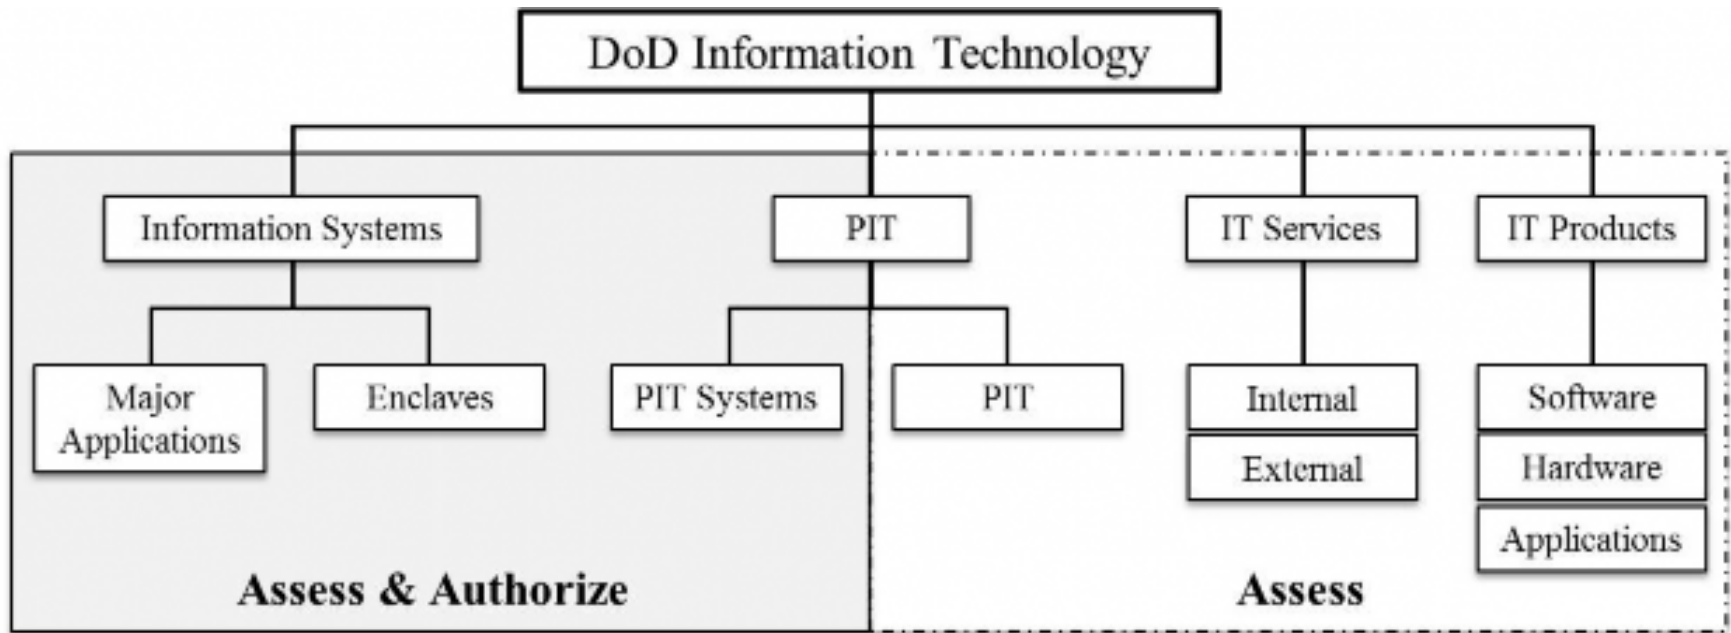 DoD Information Technology
Information Systems
PIT
IT Services
IT Products
Major
Applications
Enclaves
PIT Systems
PIT
Internal
External
Software
Hardware
Applications
Assess & Authorize
Assess